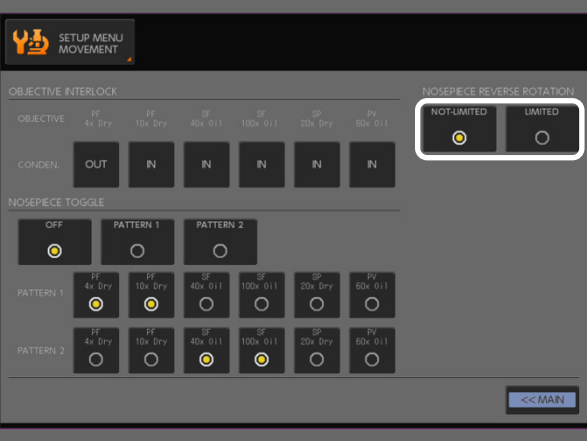 SETUP MENU
MOVEMENT
OBJECTIVE INTERLOCK
OBJECTIVE
PF
4x Dry
PF
10x Dry
SF
40x Oil
SF
100x Oil
SP
20x Dry
PV
60x Oil
CONDEN.
OUT
IN
IN
IN
IN
IN
NOSEPIECE REVERSE ROTATION
NOT-LIMITED
LIMITED
NOSEPIECE TOGGLE
OFF
PATTERN 1
PATTERN 2
PATTERN 1
PF
4x Dry
PF
10x Dry
SF
40x Oil
SF
100x Oil
SP
20x Dry
PV
60x Oil
PATTERN 2
PF
4x Dry
PF
10x Dry
SF
40x Oil
SF
100x Oil
SP
20x Dry
PV
60x Oil
<< MAIN